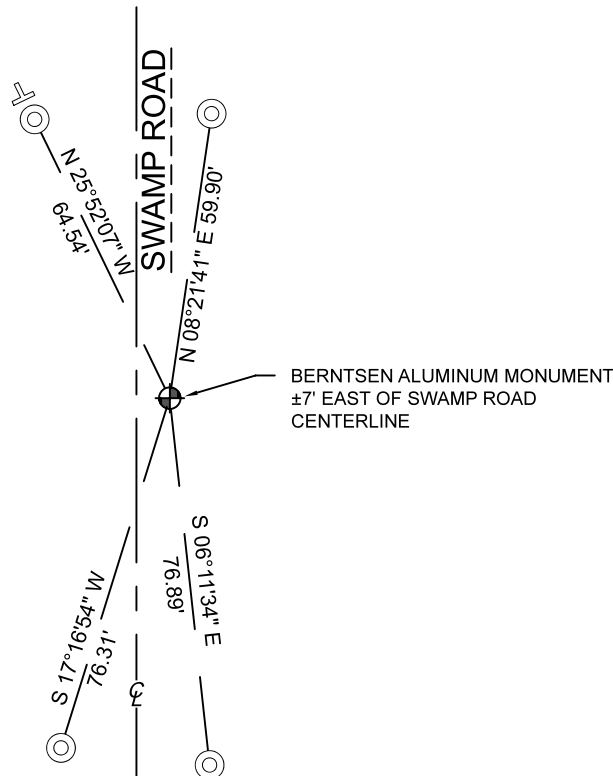 SWAMP ROAD
N 25°52'07" W
64.54'
N 08°21'41" E 59.90'
BERNTSEN ALUMINUM MONUMENT
±7' EAST OF SWAMP ROAD
CENTERLINE
S 17°16'54" W
76.31'
S 06°11'34" E
76.89'
℄